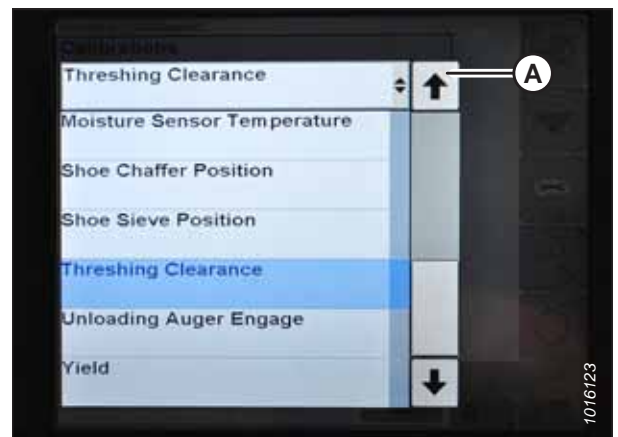 Calibrations
Threshing Clearance
A
Moisture Sensor Temperature
Shoe Chaffer Position
Shoe Sieve Position
Threshing Clearance
Unloading Auger Engage
Yield
1016123